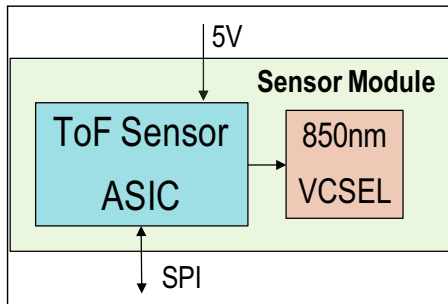 5V
Sensor Module
ToF Sensor
ASIC
850nm
VCSEL
SPI